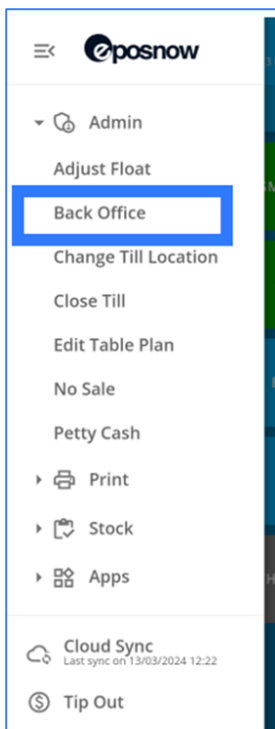 eposnow
Admin
Adjust Float
Back Office
Change Till Location
Close Till
Edit Table Plan
No Sale
Petty Cash
Print
Stock
Apps
Cloud Sync
Last sync on 13/03/2024 12:22
Tip Out